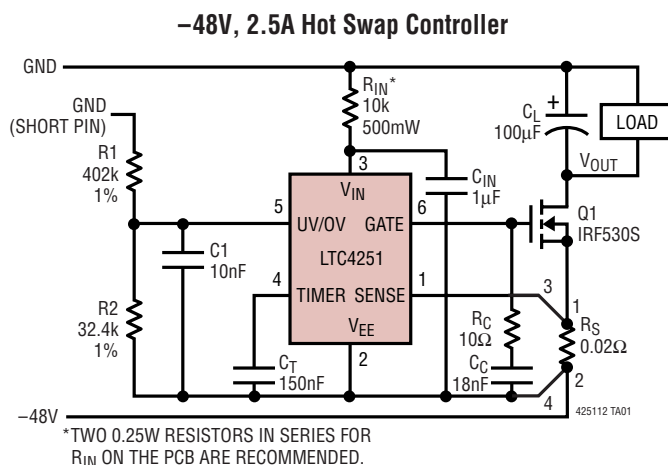 –48V, 2.5A Hot Swap Controller
GND
GND
(SHORT PIN)
R1
402k
1%
R2
32.4k
1%
C1
10nF
RIN*
10k
500mW
3
VIN
CIN
1µF
5
UV/OV
GATE
6
LTC4251
4
TIMER
SENSE
1
VEE
2
CT
150nF
RC
10Ω
CC
18nF
+
CL
100µF
LOAD
VOUT
Q1
IRF530S
3
1
RS
0.02Ω
2
4
–48V
425112 TA01
*TWO 0.25W RESISTORS IN SERIES FOR
RIN ON THE PCB ARE RECOMMENDED.